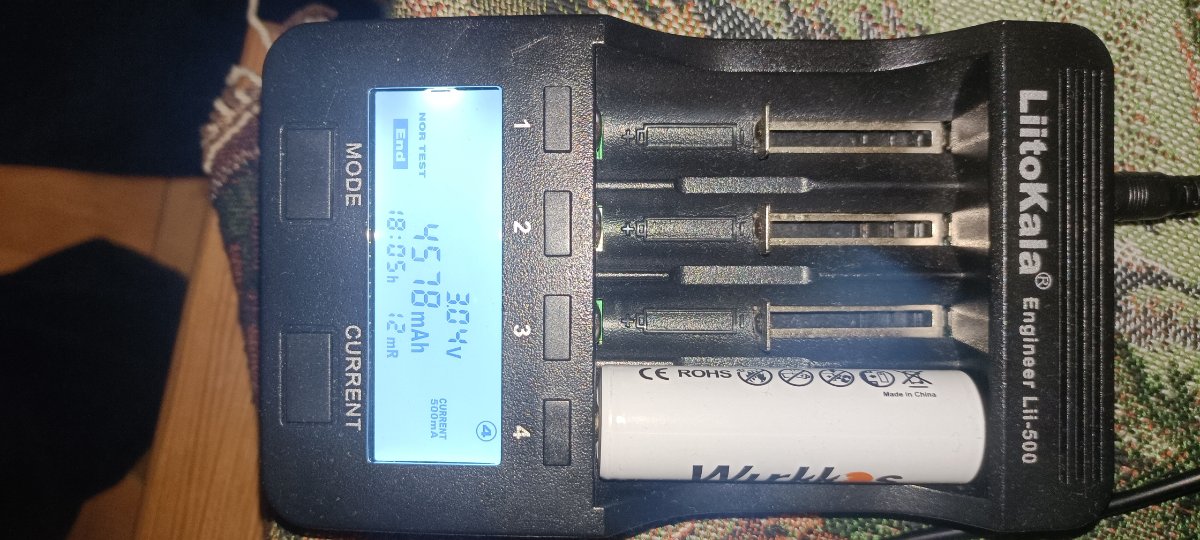 LiitoKala® Engineer Lii-500
CE ROHS
Made in China
Wurkkos
1 2 3 4
④
3.04V
CURRENT
500mA
4578mAh
NOR TEST
End
18:05h 12mR
MODE CURRENT